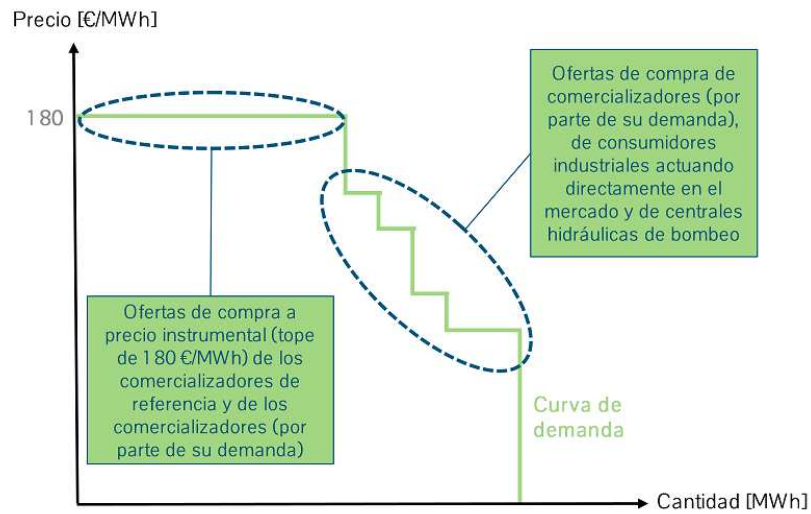 Precio [€/MWh]
180
Ofertas de compra de
comercializadores (por
parte de su demanda),
de consumidores
industriales actuando
directamente en el
mercado y de centrales
hidráulicas de bombeo
Ofertas de compra a
precio instrumental (tope
de 180 €/MWh) de los
comercializadores de
referencia y de los
comercializadores (por
parte de su demanda)
Curva de
demanda
Cantidad [MWh]